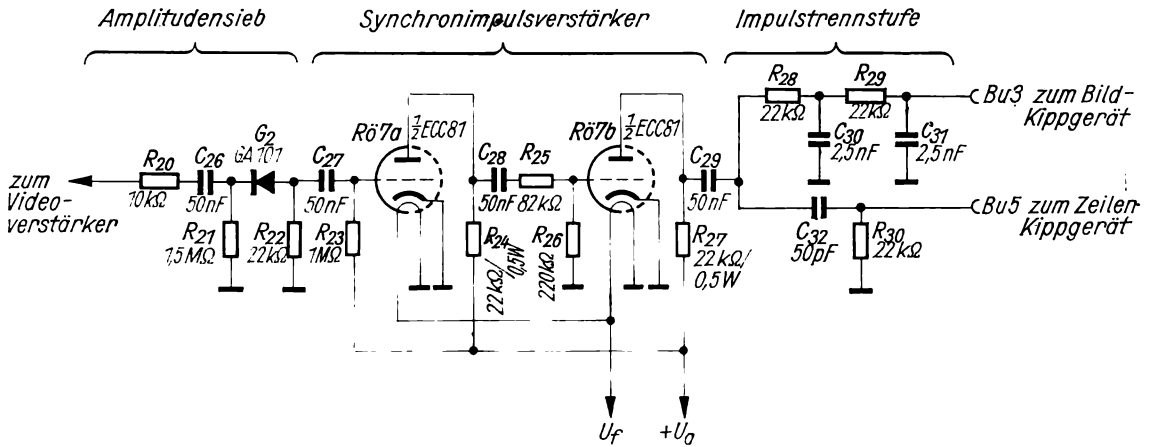 Amplitudensieb
Synchronimpulsverstärker
Impulstrennstufe
zum
Video-
verstärker
R20
10kΩ
C26
50nF
G2
GA 101
R21
1,5MΩ
R22
22kΩ
C27
50nF
R23
1MΩ
Rö7a
½ECC81
C28
50nF
R25
82kΩ
R24
22kΩ/
0,5W
R26
220kΩ
Rö7b
½ECC81
C29
50nF
R27
22kΩ/
0,5W
R28
22kΩ
R29
22kΩ
C30
2,5nF
C31
2,5nF
Bu3 zum Bild-
Kippgerät
C32
50pF
R30
22kΩ
Bu5 zum Zeilen-
Kippgerät
Uf
+Ua